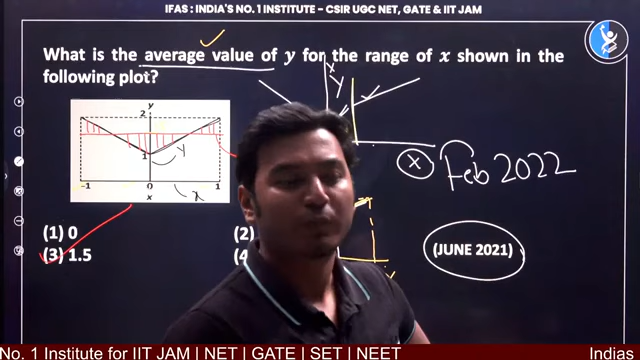 IFAS: INDIA'S NO. 1 INSTITUTE - CSIR UGC NET, GATE & IIT JAM
What is the average value of y for the range of x shown in the
following plot?
y
2
1
y
-1 0 1
x
x
x y
x Feb 2022
(1) 0 (2)
(3) 1.5 (4
(JUNE 2021)
No. 1 Institute for IIT JAM | NET | GATE | SET | NEET Indias